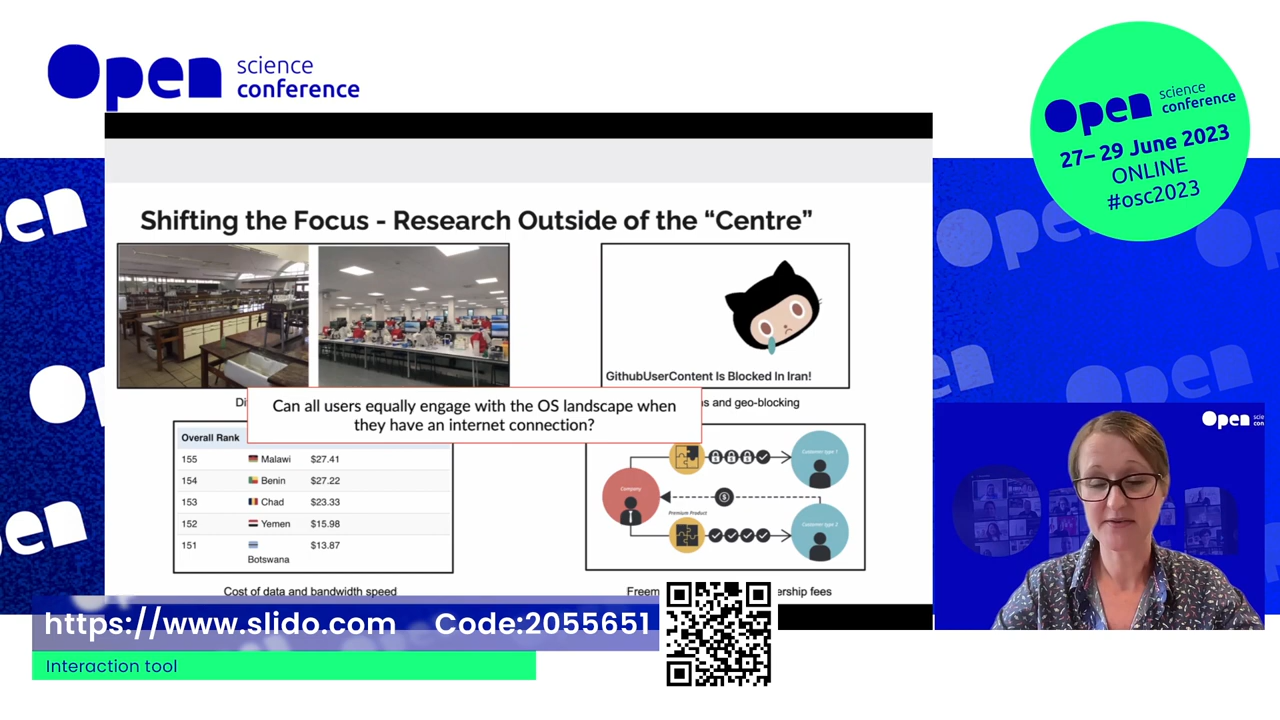 Open science
conference
Open science
conference
27– 29 June 2023
ONLINE
#osc2023
Shifting the Focus - Research Outside of the “Centre”
GithubUserContent Is Blocked In Iran!
and geo-blocking
Can all users equally engage with the OS landscape when
they have an internet connection?
Overall Rank
155 Malawi $27.41
154 Benin $27.22
153 Chad $23.33
152 Yemen $15.98
151 $13.87
Botswana
Cost of data and bandwidth speed
Company
Customer type 1
Premium Product
Customer type 2
fees
https://www.slido.com Code:2055651
Interaction tool
Open
Open
Open
Open